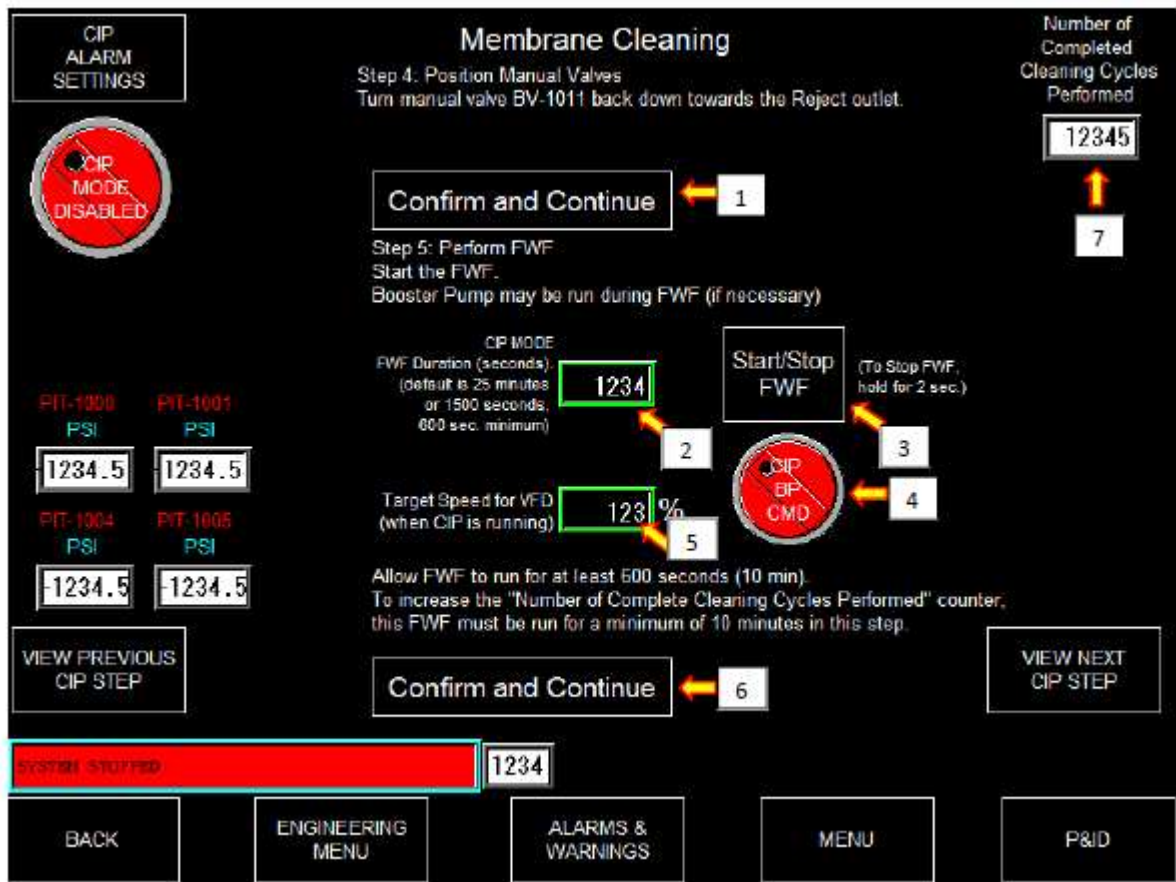 CIP
ALARM
SETTINGS
Membrane Cleaning
Number of
Completed
Cleaning Cycles
Performed
Step 4: Position Manual Valves
Turn manual valve BV-1011 back down towards the Reject outlet.
12345
CIP
MODE
DISABLED
Confirm and Continue
1
7
Step 5: Perform FWF
Start the FWF.
Booster Pump may be run during FWF (if necessary)
CIP MODE
FWF Duration (seconds).
(default is 25 minutes
or 1500 seconds,
600 sec. minimum)
1234
2
Start/Stop
FWF
(To Stop FWF,
hold for 2 sec.)
3
PIT-1000
PSI
-1234.5
PIT-1001
PSI
-1234.5
CIP
BP
CMD
4
Target Speed for VFD
(when CIP is running)
123 %
5
PIT-1004
PSI
-1234.5
PIT-1005
PSI
-1234.5
Allow FWF to run for at least 600 seconds (10 min).
To increase the "Number of Complete Cleaning Cycles Performed" counter,
this FWF must be run for a minimum of 10 minutes in this step.
VIEW PREVIOUS
CIP STEP
Confirm and Continue
6
VIEW NEXT
CIP STEP
SYSTEM STOPPED
1234
BACK
ENGINEERING
MENU
ALARMS &
WARNINGS
MENU
P&ID